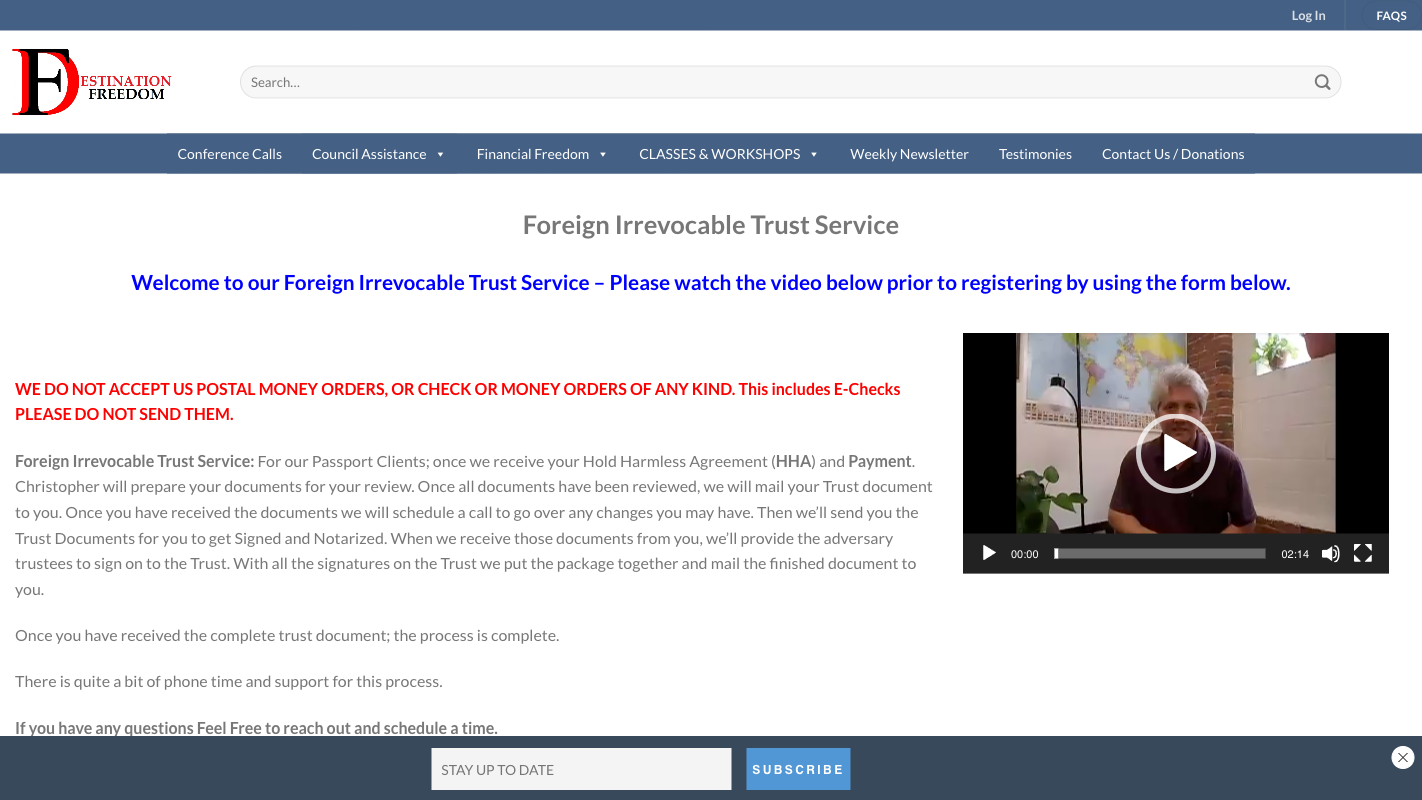 Log In
FAQS
DESTINATION
FREEDOM
Search...
Conference Calls
Council Assistance
Financial Freedom
CLASSES & WORKSHOPS
Weekly Newsletter
Testimonies
Contact Us / Donations
Foreign Irrevocable Trust Service
Welcome to our Foreign Irrevocable Trust Service – Please watch the video below prior to registering by using the form below.
WE DO NOT ACCEPT US POSTAL MONEY ORDERS, OR CHECK OR MONEY ORDERS OF ANY KIND. This includes E-Checks
PLEASE DO NOT SEND THEM.
Foreign Irrevocable Trust Service: For our Passport Clients; once we receive your Hold Harmless Agreement (HHA) and Payment.
Christopher will prepare your documents for your review. Once all documents have been reviewed, we will mail your Trust document
to you. Once you have received the documents we will schedule a call to go over any changes you may have. Then we’ll send you the
Trust Documents for you to get Signed and Notarized. When we receive those documents from you, we’ll provide the adversary
trustees to sign on to the Trust. With all the signatures on the Trust we put the package together and mail the finished document to
you.
Once you have received the complete trust document; the process is complete.
There is quite a bit of phone time and support for this process.
If you have any questions Feel Free to reach out and schedule a time.
00:00
02:14
STAY UP TO DATE
SUBSCRIBE